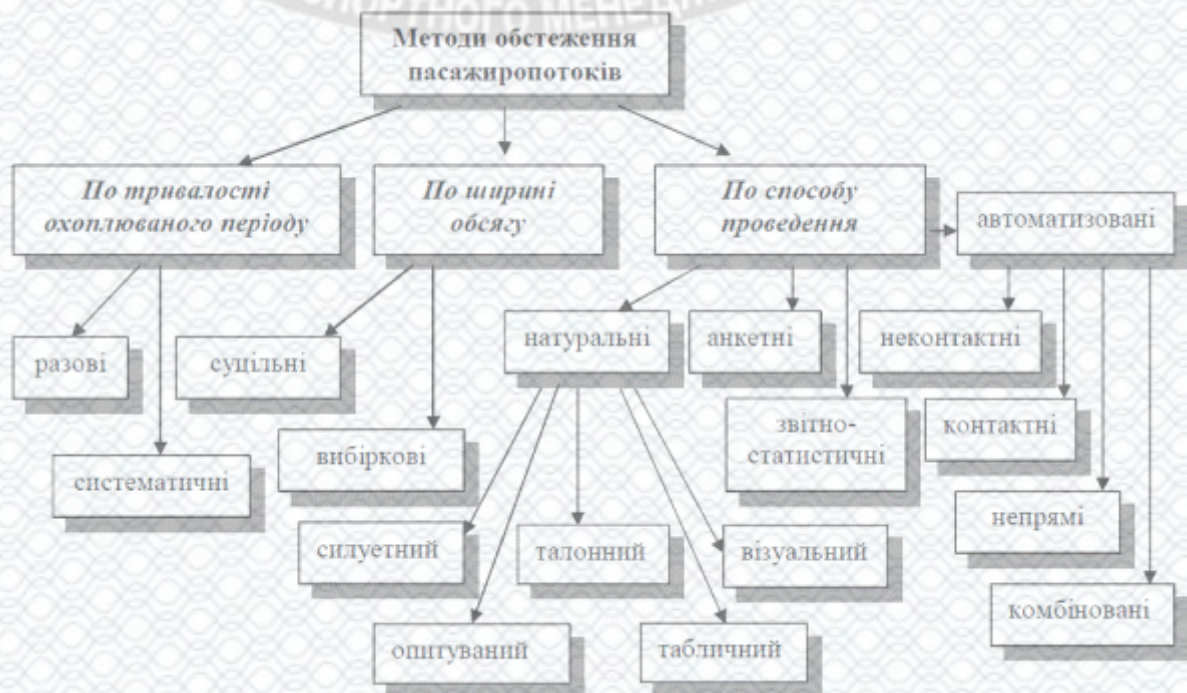 Методи обстеження
пасажиропотоків
По тривалості
охоплюваного періоду
По ширині
обсягу
По способу
проведення
автоматизовані
разові
суцільні
натуральні
анкетні
неконтактні
звітно-
статистичні
контактні
вибіркові
систематичні
непрямі
силуетний
талонний
візуальний
комбіновані
опитуваний
табличний